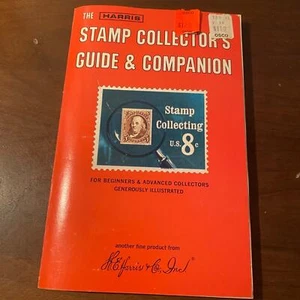 THE HARRIS
STAMP COLLECTOR'S
GUIDE & COMPANION
Stamp
Collecting
U.S. 8c
FOR BEGINNERS & ADVANCED COLLECTORS
GENEROUSLY ILLUSTRATED
another fine product from
H.E. Harris & Co., Inc.
OSCO